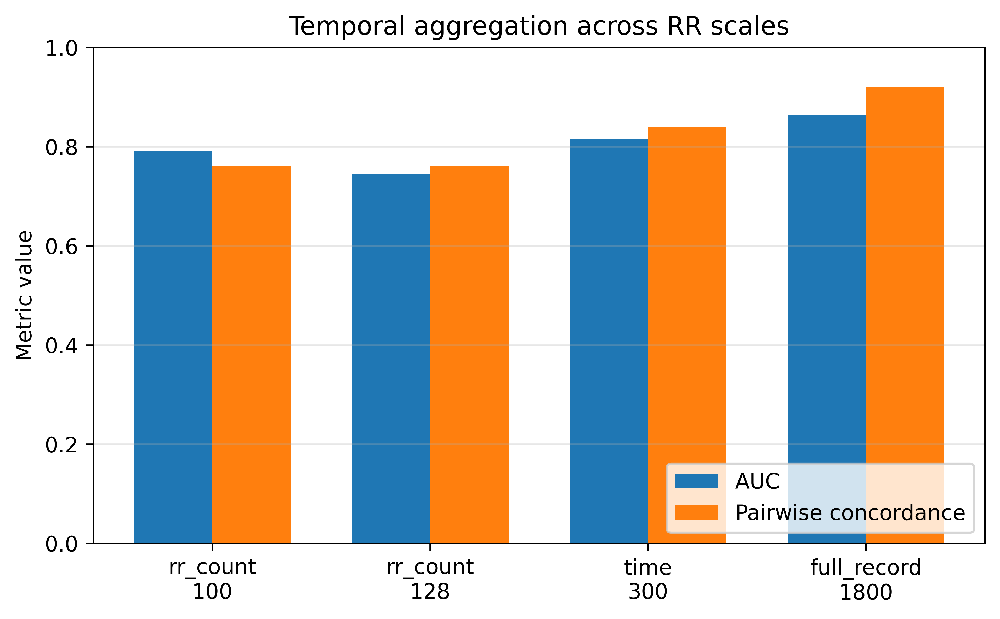 Temporal aggregation across RR scales
1.0
0.8
0.6
0.4
0.2
0.0
Metric value
AUC
Pairwise concordance
rr_count
100
rr_count
128
time
300
full_record
1800